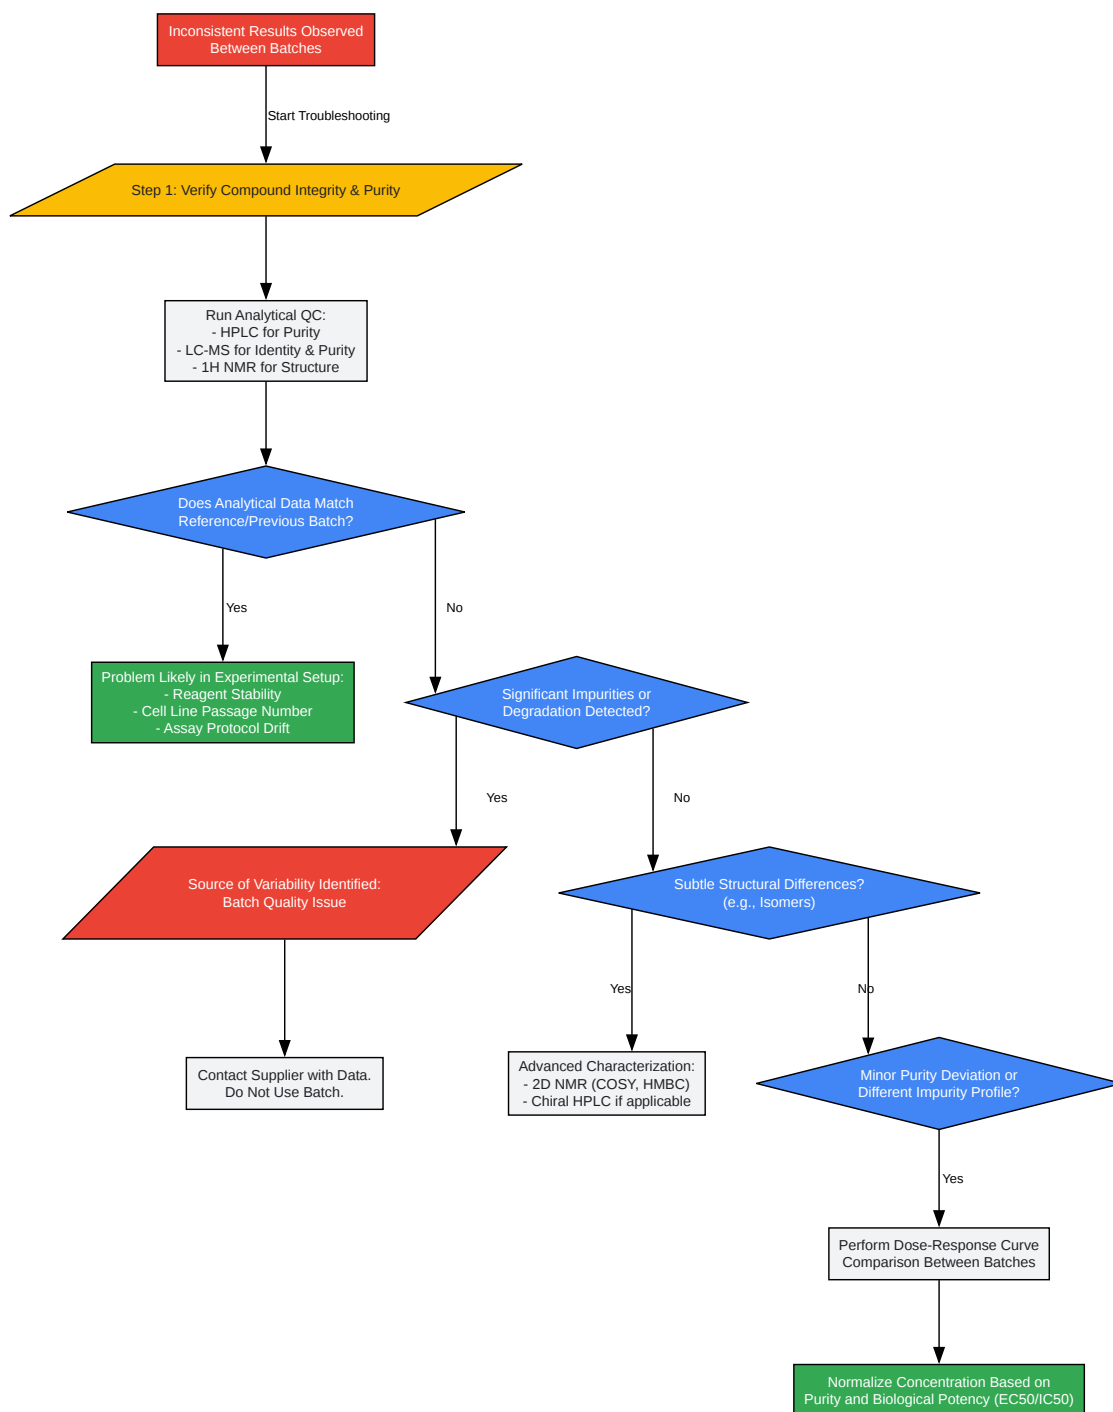 Inconsistent Results Observed
Between Batches
Start Troubleshooting
Step 1: Verify Compound Integrity & Purity
Run Analytical QC:
- HPLC for Purity
- LC-MS for Identity & Purity
- 1H NMR for Structure
Does Analytical Data Match
Reference/Previous Batch?
Yes
No
Problem Likely in Experimental Setup:
- Reagent Stability
- Cell Line Passage Number
- Assay Protocol Drift
Significant Impurities or
Degradation Detected?
Yes
No
Source of Variability Identified:
Batch Quality Issue
Subtle Structural Differences?
(e.g., Isomers)
Yes
No
Contact Supplier with Data.
Do Not Use Batch.
Advanced Characterization:
- 2D NMR (COSY, HMBC)
- Chiral HPLC if applicable
Minor Purity Deviation or
Different Impurity Profile?
Yes
Perform Dose-Response Curve
Comparison Between Batches
Normalize Concentration Based on
Purity and Biological Potency (EC50/IC50)